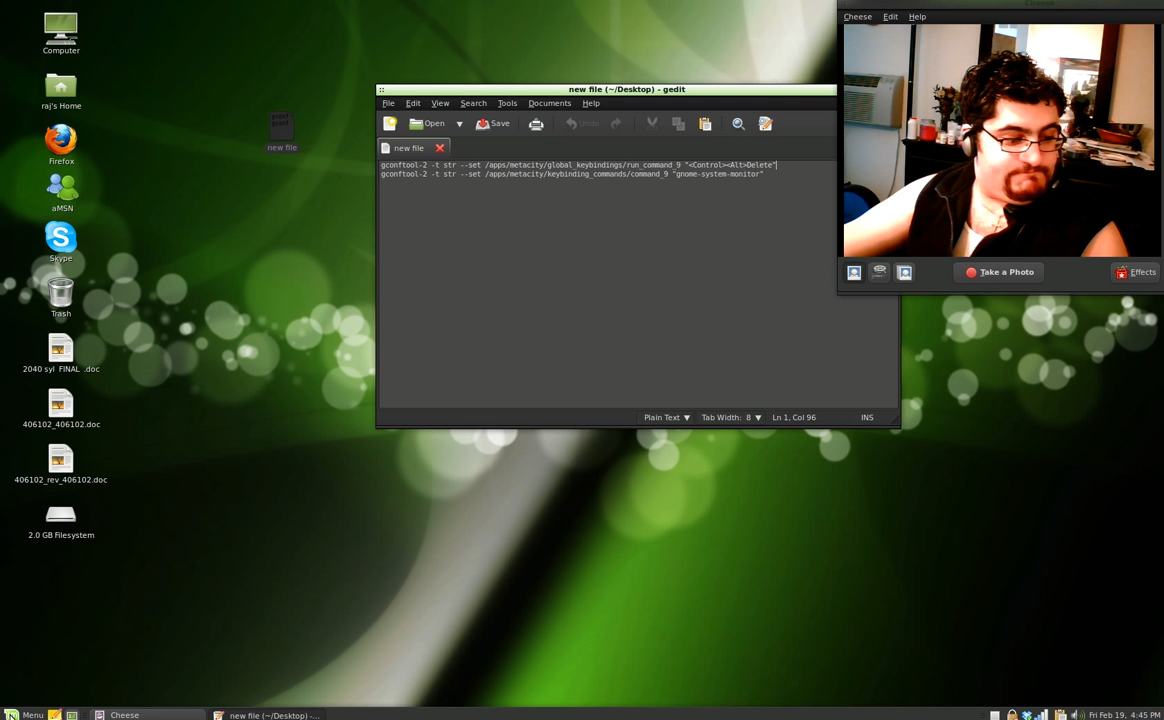 Computer
raj's Home
Firefox
aMSN
Skype
Trash
2040 syl_FINAL_.doc
406102_406102.doc
406102_rev_406102.doc
2.0 GB Filesystem
new file
new file (~/Desktop) - gedit
File Edit View Search Tools Documents Help
Open Save Undo
new file
gconftool-2 -t str --set /apps/metacity/global_keybindings/run_command_9 "<Control><Alt>Delete"
gconftool-2 -t str --set /apps/metacity/keybinding_commands/command_9 "gnome-system-monitor"
Plain Text Tab Width: 8 Ln 1, Col 96 INS
Cheese
Cheese Edit Help
Take a Photo Effects
Menu Cheese new file (~/Desktop) -... Fri Feb 19, 4:45 PM